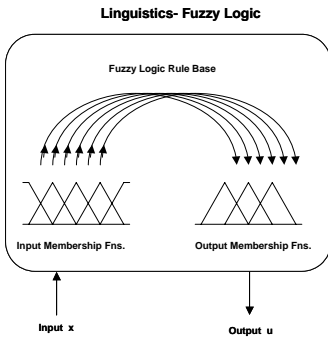 Linguistics- Fuzzy Logic
Fuzzy Logic Rule Base
Input Membership Fns.
Output Membership Fns.
Input x
Output u